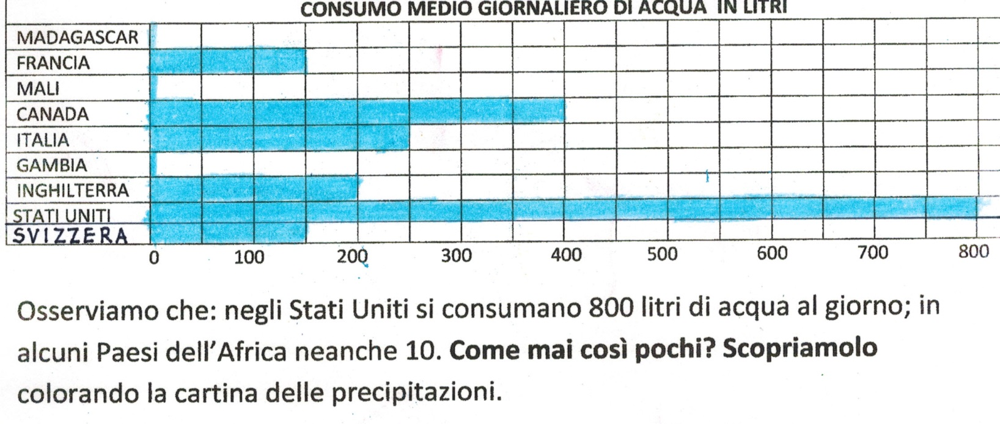 CONSUMO MEDIO GIORNALIERO DI ACQUA IN LITRI
MADAGASCAR
FRANCIA
MALI
CANADA
ITALIA
GAMBIA
INGHILTERRA
STATI UNITI
SVIZZERA
0 100 200 300 400 500 600 700 800
Osserviamo che: negli Stati Uniti si consumano 800 litri di acqua al giorno; in
alcuni Paesi dell'Africa neanche 10. Come mai così pochi? Scopriamolo
colorando la cartina delle precipitazioni.